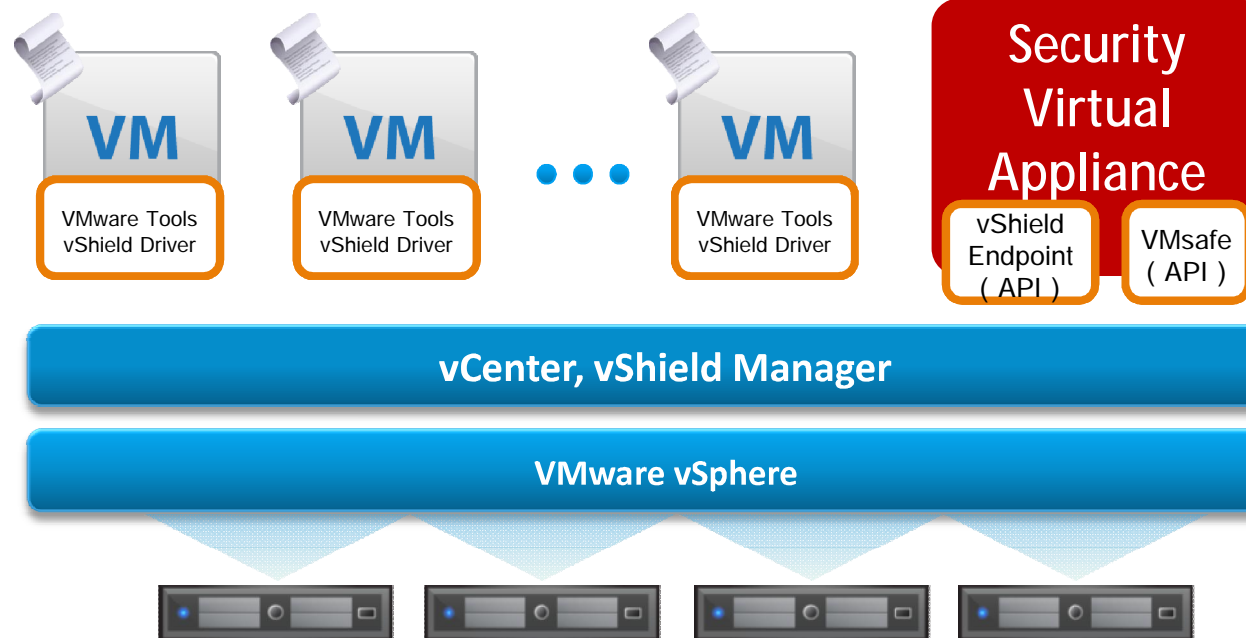 VM
VMware Tools
vShield Driver
VM
VMware Tools
vShield Driver
VM
VMware Tools
vShield Driver
Security
Virtual
Appliance
vShield
Endpoint
( API )
VMsafe
( API )
vCenter, vShield Manager
VMware vSphere